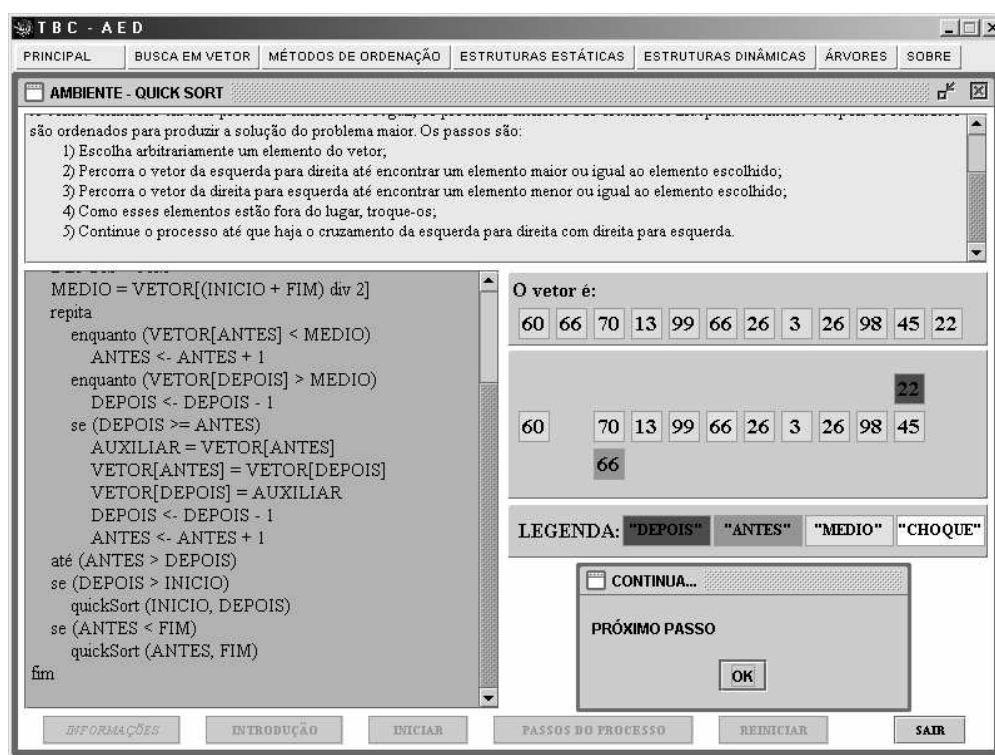 TBC - AED
PRINCIPAL BUSCA EM VETOR MÉTODOS DE ORDENAÇÃO ESTRUTURAS ESTÁTICAS ESTRUTURAS DINÂMICAS ÁRVORES SOBRE
AMBIENTE - QUICK SORT
são ordenados para produzir a solução do problema maior. Os passos são:
1) Escolha arbitrariamente um elemento do vetor;
2) Percorra o vetor da esquerda para direita até encontrar um elemento maior ou igual ao elemento escolhido;
3) Percorra o vetor da direita para esquerda até encontrar um elemento menor ou igual ao elemento escolhido;
4) Como esses elementos estão fora do lugar, troque-os;
5) Continue o processo até que haja o cruzamento da esquerda para direita com direita para esquerda.
MEDIO = VETOR[(INICIO + FIM) div 2]
repita
enquanto (VETOR[ANTES] < MEDIO)
ANTES <- ANTES + 1
enquanto (VETOR[DEPOIS] > MEDIO)
DEPOIS <- DEPOIS - 1
se (DEPOIS >= ANTES)
AUXILIAR = VETOR[ANTES]
VETOR[ANTES] = VETOR[DEPOIS]
VETOR[DEPOIS] = AUXILIAR
DEPOIS <- DEPOIS - 1
ANTES <- ANTES + 1
até (ANTES > DEPOIS)
se (DEPOIS > INICIO)
quickSort (INICIO, DEPOIS)
se (ANTES < FIM)
quickSort (ANTES, FIM)
fim
O vetor é:
60 66 70 13 99 66 26 3 26 98 45 22
22
60 70 13 99 66 26 3 26 98 45
66
LEGENDA: "DEPOIS" "ANTES" "MEDIO" "CHOQUE"
CONTINUA...
PRÓXIMO PASSO
OK
INFORMAÇÕES INTRODUÇÃO INICIAR PASSOS DO PROCESSO REINICIAR SAIR